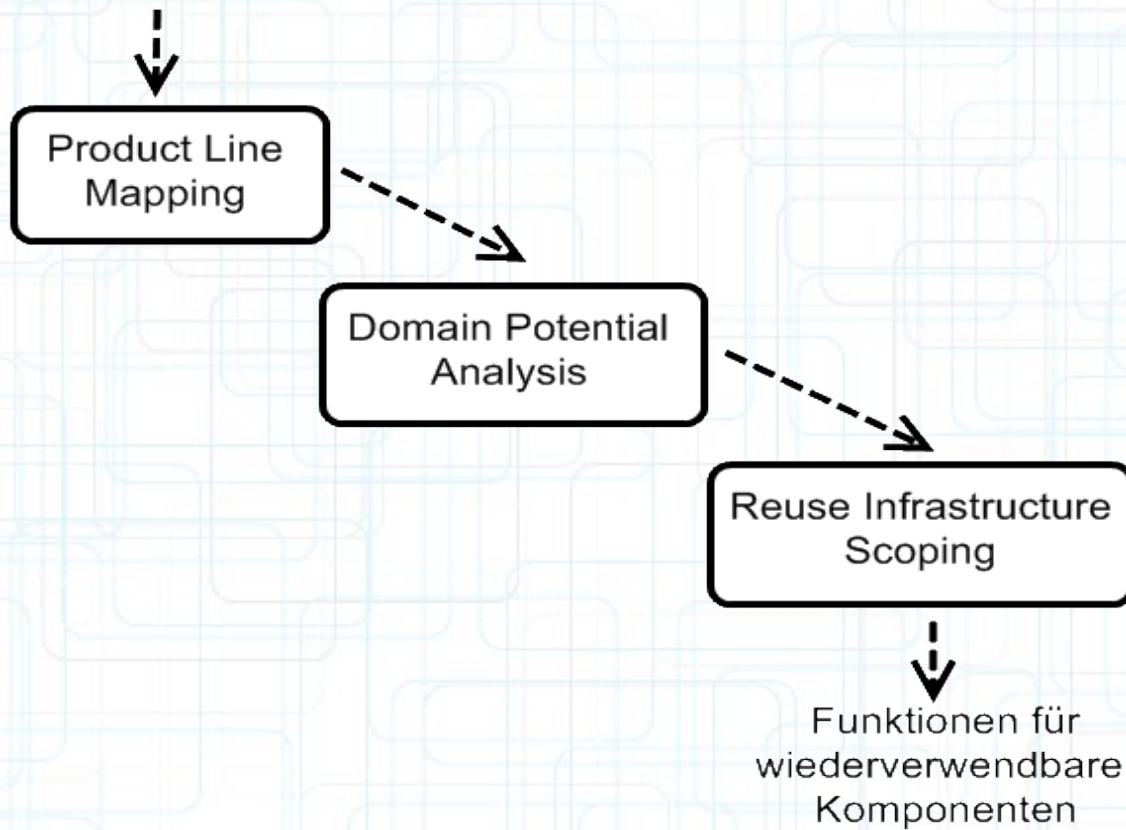 Product Line
Mapping
Domain Potential
Analysis
Reuse Infrastructure
Scoping
Funktionen für
wiederverwendbare
Komponenten